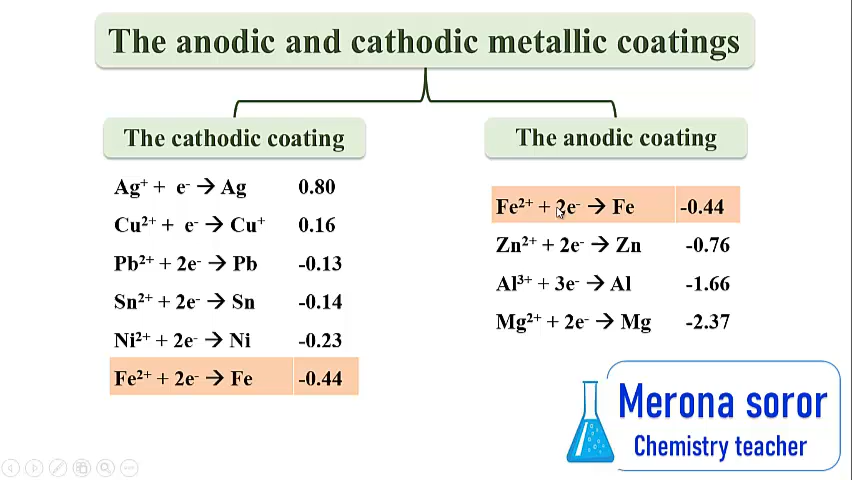 The anodic and cathodic metallic coatings
The cathodic coating
Ag⁺ + e⁻ → Ag 0.80
Cu²⁺ + e⁻ → Cu⁺ 0.16
Pb²⁺ + 2e⁻ → Pb -0.13
Sn²⁺ + 2e⁻ → Sn -0.14
Ni²⁺ + 2e⁻ → Ni -0.23
Fe²⁺ + 2e⁻ → Fe -0.44
The anodic coating
Fe²⁺ + 2e⁻ → Fe -0.44
Zn²⁺ + 2e⁻ → Zn -0.76
Al³⁺ + 3e⁻ → Al -1.66
Mg²⁺ + 2e⁻ → Mg -2.37
Merona soror
Chemistry teacher